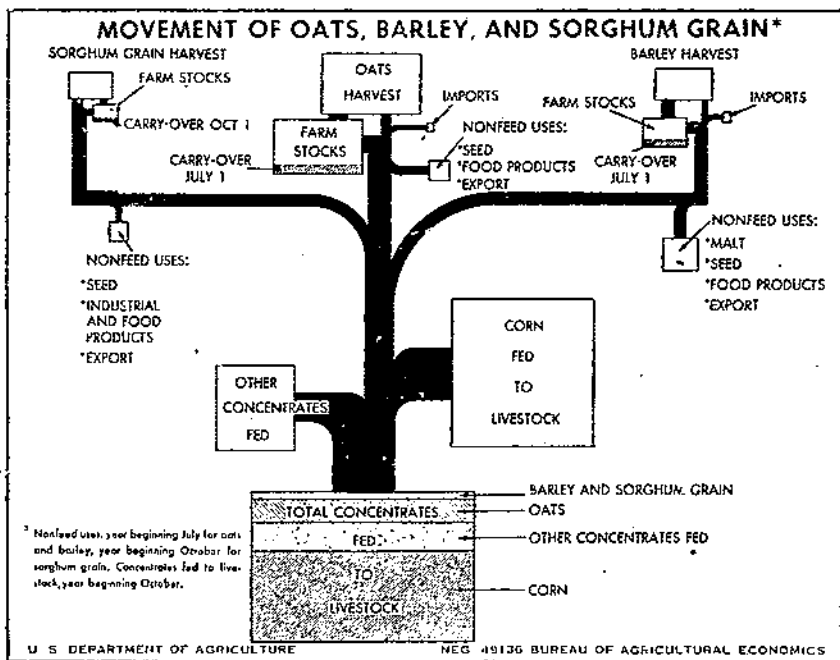 MOVEMENT OF OATS, BARLEY, AND SORGHUM GRAIN*
SORGHUM GRAIN HARVEST
FARM STOCKS
CARRY-OVER OCT 1
OATS
HARVEST
IMPORTS
FARM
STOCKS
CARRY-OVER
JULY 1
NONFEED USES:
*SEED
*FOOD PRODUCTS
*EXPORT
BARLEY HARVEST
FARM STOCKS
IMPORTS
CARRY-OVER
JULY 1
NONFEED USES:
*SEED
*INDUSTRIAL
AND FOOD
PRODUCTS
*EXPORT
NONFEED USES:
*MALT
*SEED
*FOOD PRODUCTS
*EXPORT
OTHER
CONCENTRATES
FED
CORN
FED
TO
LIVESTOCK
TOTAL CONCENTRATES
FED
TO
LIVESTOCK
BARLEY AND SORGHUM GRAIN
OATS
OTHER CONCENTRATES FED
CORN
* Nonfeed uses, year beginning July for oats
and barley, year beginning October for
sorghum grain. Concentrates fed to live-
stock, year beginning October.
U. S. DEPARTMENT OF AGRICULTURE
NEG. 49136 BUREAU OF AGRICULTURAL ECONOMICS